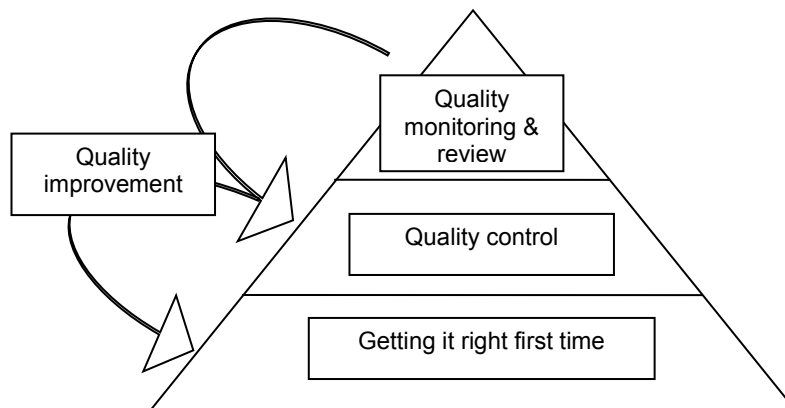 Quality
monitoring &
review
Quality
improvement
Quality control
Getting it right first time